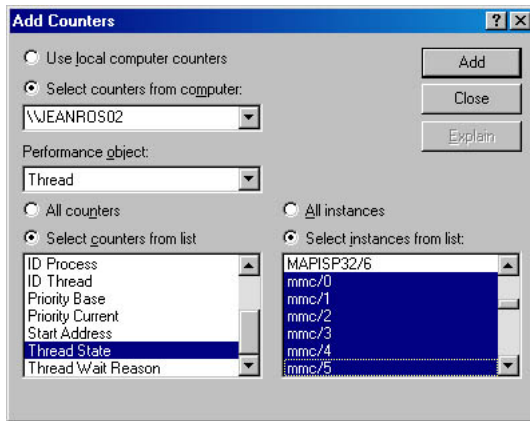 Add Counters
Use local computer counters
Select counters from computer:
\\JEANROS02
Performance object:
Thread
All counters
Select counters from list
ID Process
ID Thread
Priority Base
Priority Current
Start Address
Thread State
Thread Wait Reason
All instances
Select instances from list:
MAPISP32/6
mmc/0
mmc/1
mmc/2
mmc/3
mmc/4
mmc/5
Add
Close
Explain